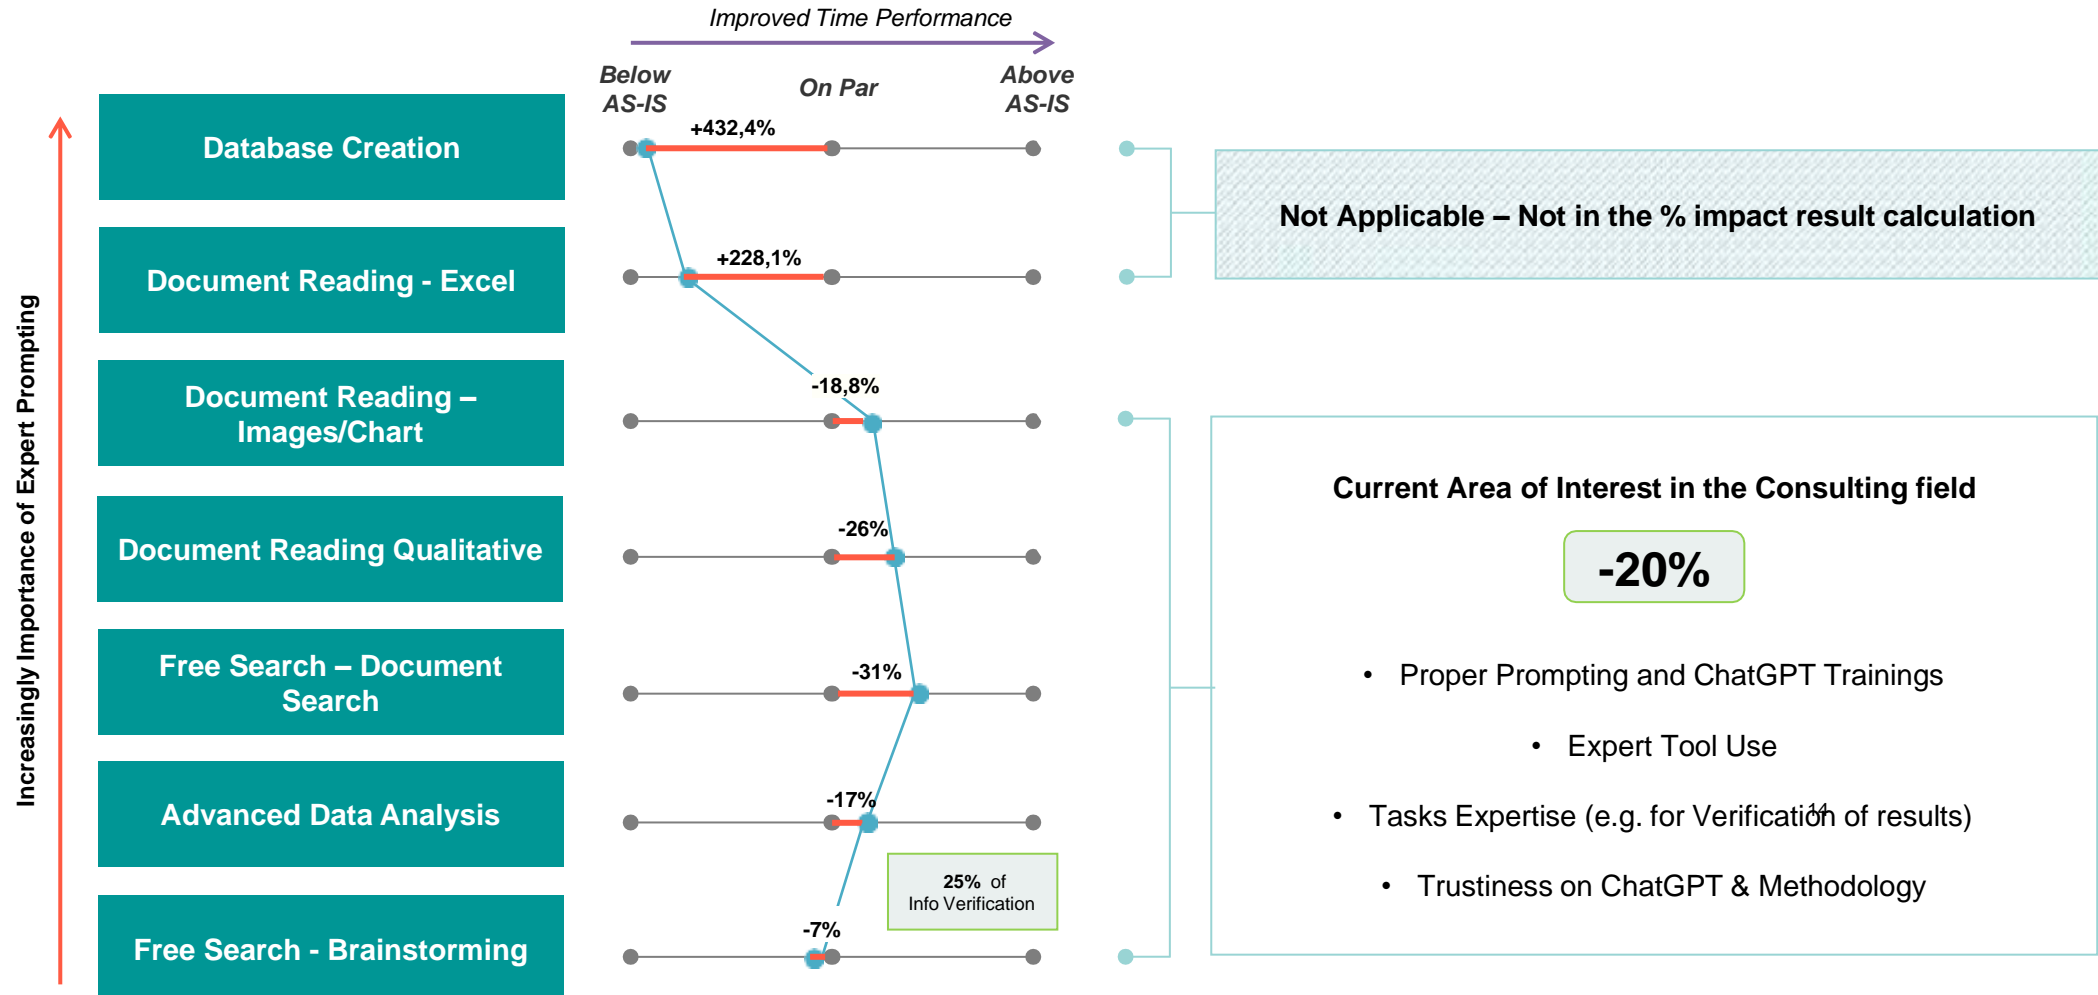 Improved Time Performance
Below
AS-IS
On Par
Above
AS-IS
Increasingly Importance of Expert Prompting
Database Creation
+432,4%
Not Applicable – Not in the % impact result calculation
Document Reading - Excel
+228,1%
Document Reading –
Images/Chart
-18,8%
Document Reading Qualitative
-26%
Free Search – Document
Search
-31%
Advanced Data Analysis
-17%
25% of
Info Verification
Free Search - Brainstorming
-7%
Current Area of Interest in the Consulting field
-20%
• Proper Prompting and ChatGPT Trainings
• Expert Tool Use
• Tasks Expertise (e.g. for Verification of results)
14
• Trustiness on ChatGPT & Methodology